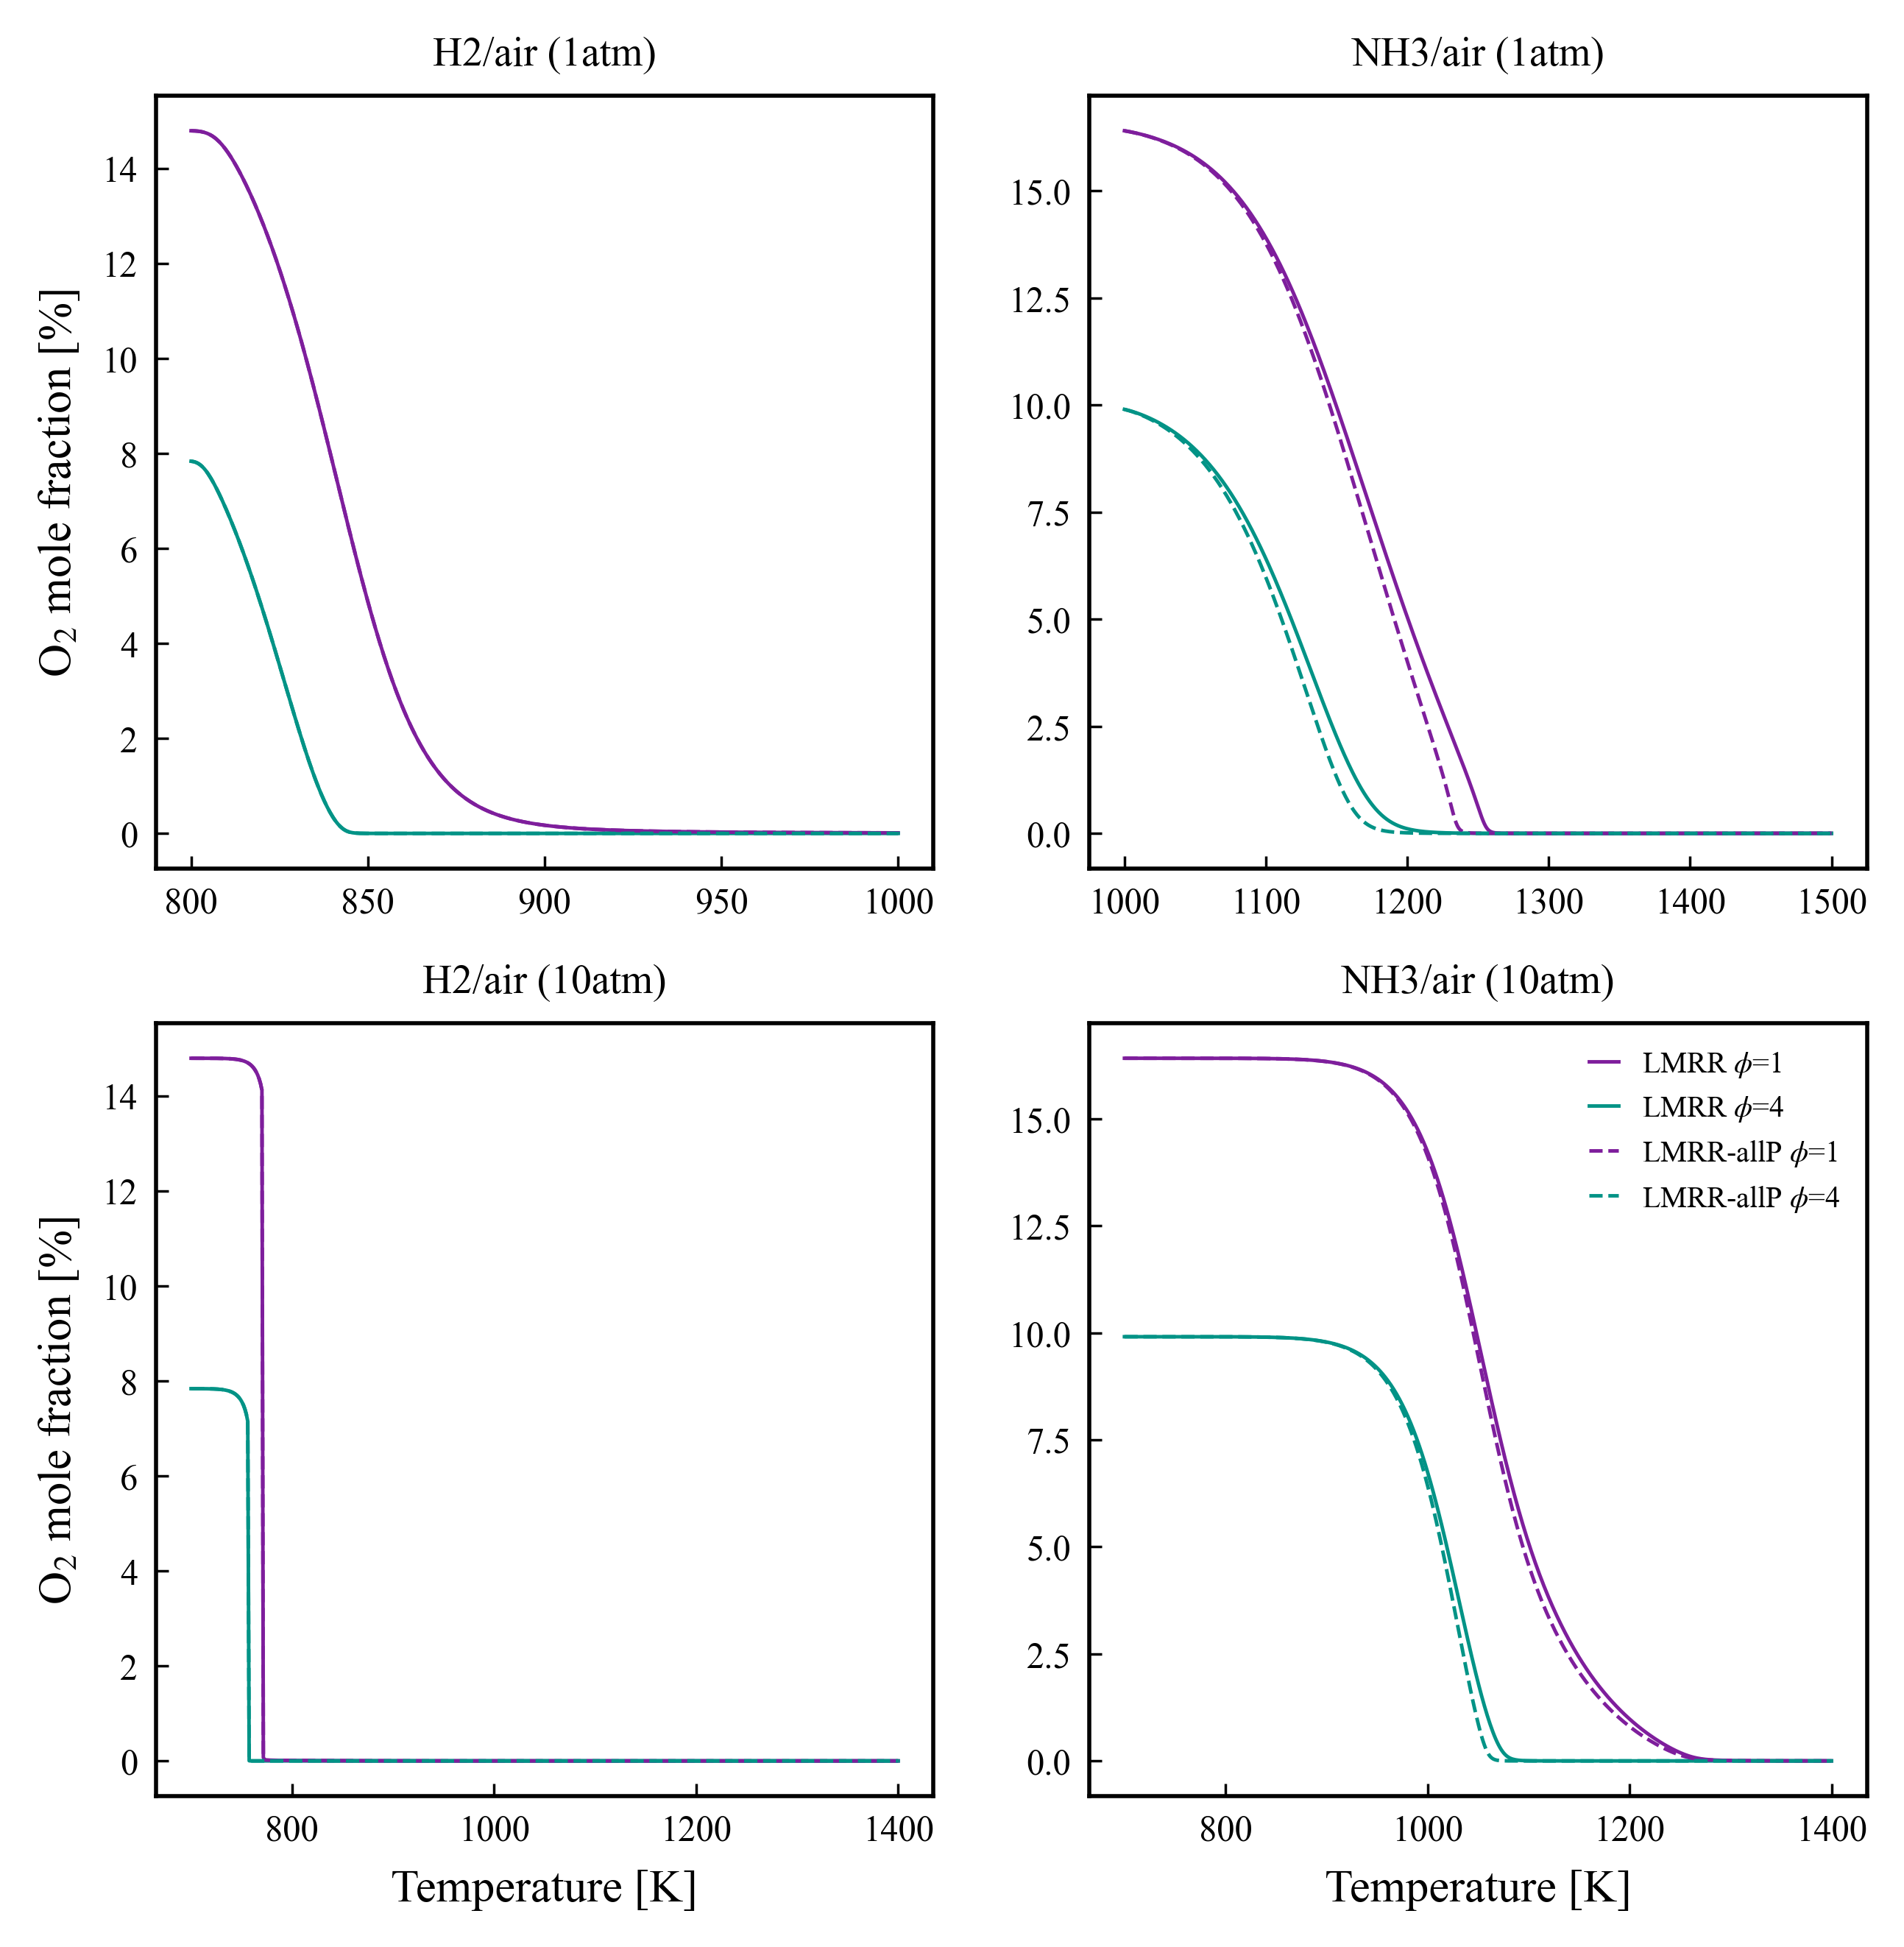 H2/air (1atm)
O2 mole fraction [%]
14
12
10
8
6
4
2
0
800 850 900 950 1000
NH3/air (1atm)
15.0
12.5
10.0
7.5
5.0
2.5
0.0
1000 1100 1200 1300 1400 1500
H2/air (10atm)
O2 mole fraction [%]
14
12
10
8
6
4
2
0
800 1000 1200 1400
Temperature [K]
NH3/air (10atm)
15.0
12.5
10.0
7.5
5.0
2.5
0.0
LMRR ϕ=1
LMRR ϕ=4
LMRR-allP ϕ=1
LMRR-allP ϕ=4
800 1000 1200 1400
Temperature [K]